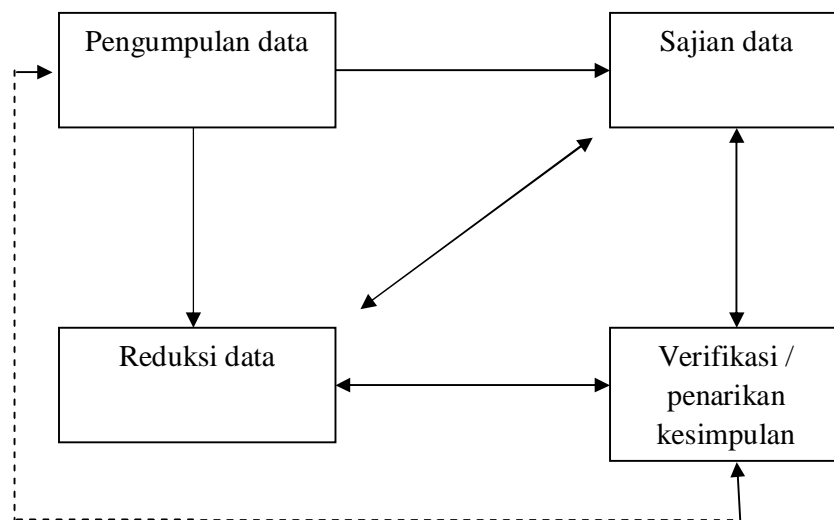 Pengumpulan data
Sajian data
Reduksi data
Verifikasi /
penarikan
kesimpulan